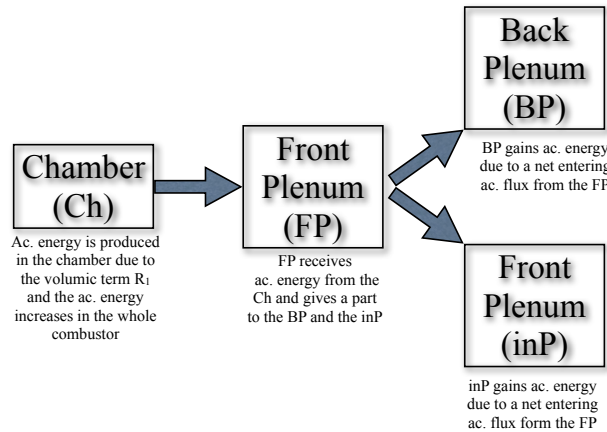 Chamber
(Ch)
Ac. energy is produced
in the chamber due to
the volumic term R1
and the ac. energy
increases in the whole
combustor
Front
Plenum
(FP)
FP receives
ac. energy from the
Ch and gives a part
to the BP and the inP
Back
Plenum
(BP)
BP gains ac. energy
due to a net entering
ac. flux from the FP
Front
Plenum
(inP)
inP gains ac. energy
due to a net entering
ac. flux form the FP